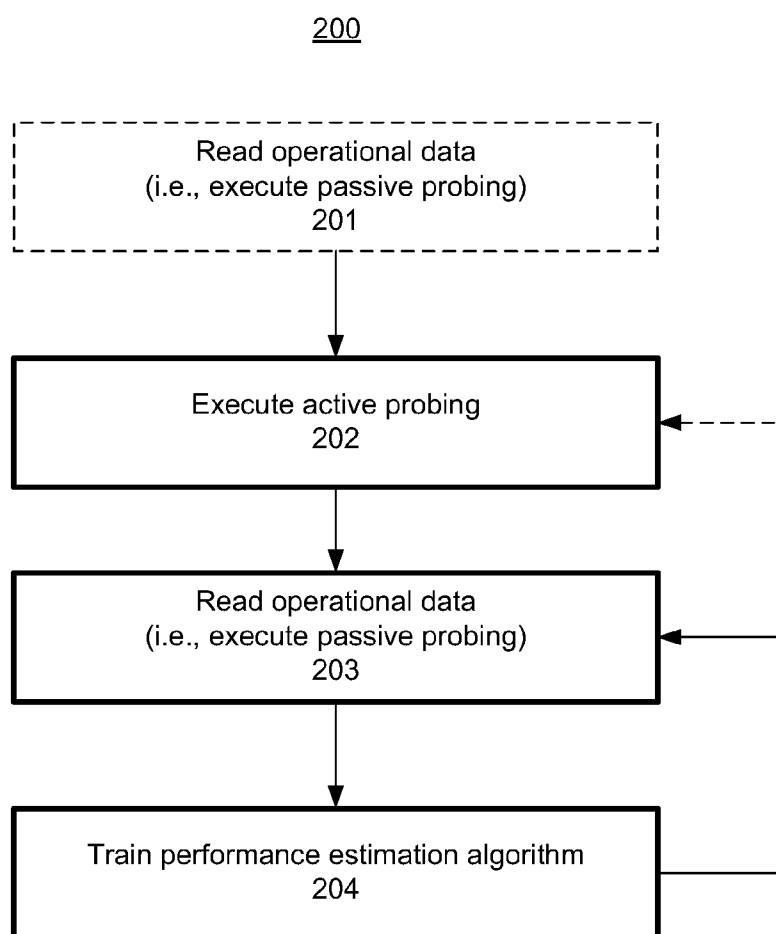 200
Read operational data
(i.e., execute passive probing)
201
Execute active probing
202
Read operational data
(i.e., execute passive probing)
203
Train performance estimation algorithm
204